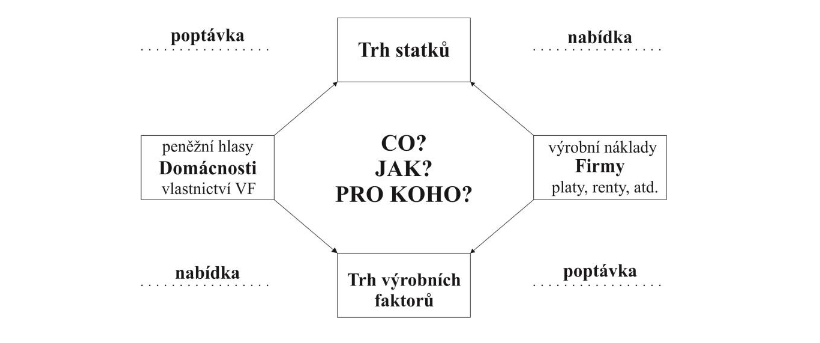 poptávka
Trh statků
nabídka
peněžní hlasy
Domácnosti
vlastnictví VF
CO?
JAK?
PRO KOHO?
výrobní náklady
Firmy
platy, renty, atd.
nabídka
Trh výrobních
faktorů
poptávka